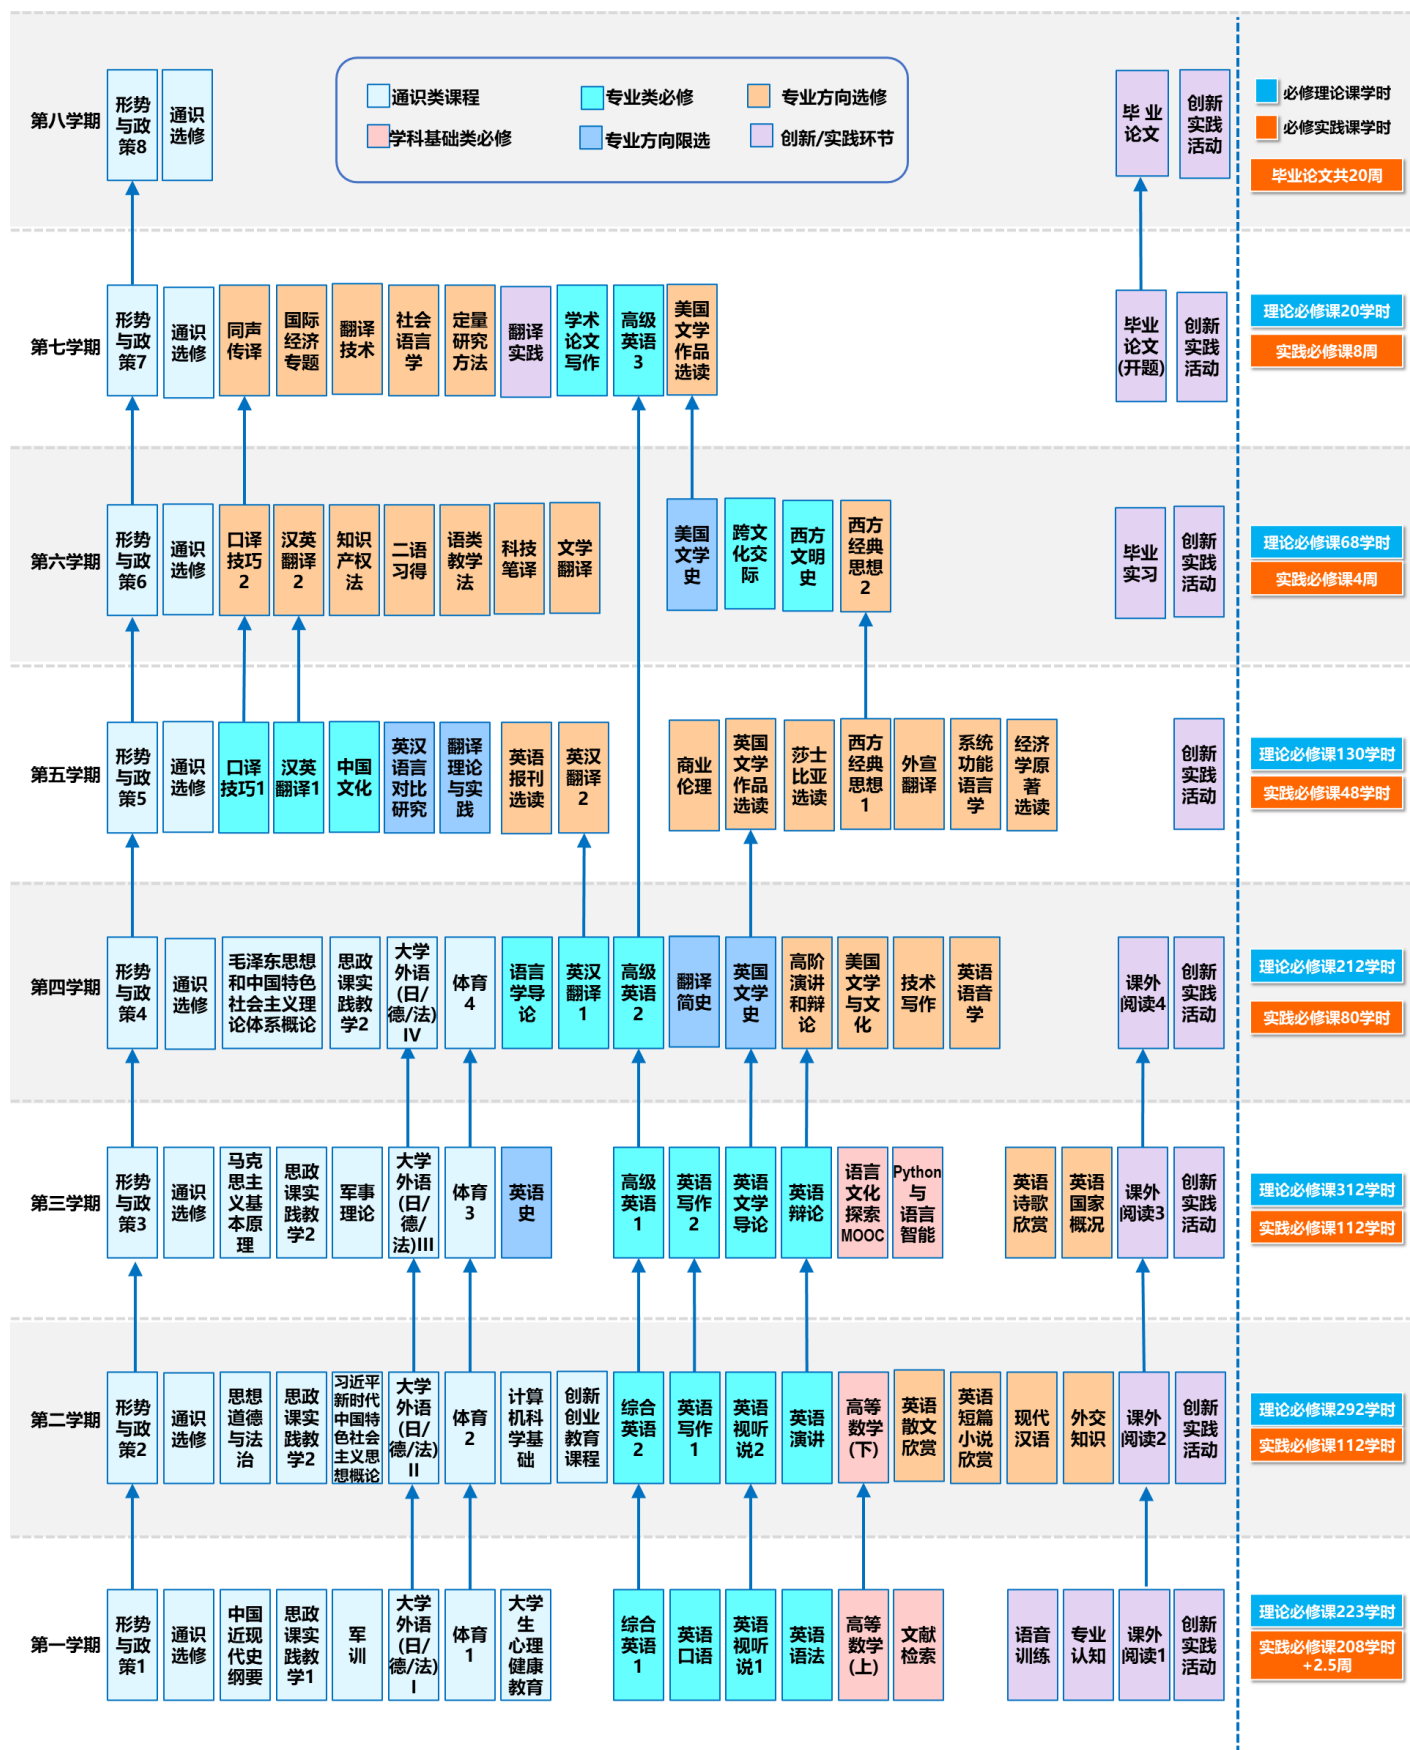 第八学期
形势
与政
策8
通识
选修
通识类课程
专业类必修
专业方向选修
学科基础类必修
专业方向限选
创新/实践环节
毕 业
论文
创新
实践
活动
必修理论课学时
必修实践课学时
毕业论文共20周
第七学期
形势
与政
策7
通识
选修
同声
传译
国际
经济
专题
翻译
技术
社会
语言
学
定量
研究
方法
翻译
实践
学术
论文
写作
高级
英语
3
美国
文学
作品
选读
毕业
论文
(开题)
创新
实践
活动
理论必修课20学时
实践必修课8周
第六学期
形势
与政
策6
通识
选修
口译
技巧
2
汉英
翻译
2
知识
产权
法
二语
习得
语类
教学
法
科技
笔译
文学
翻译
美国
文学
史
跨文
化交
际
西方
文明
史
西方
经典
思想
2
毕业
实习
创新
实践
活动
理论必修课68学时
实践必修课4周
第五学期
形势
与政
策5
通识
选修
口译
技巧1
汉英
翻译1
中国
文化
英汉
语言
对比
研究
翻译
理论
与实
践
英语
报刊
选读
英汉
翻译
2
商业
伦理
英国
文学
作品
选读
莎士
比亚
选读
西方
经典
思想
1
外宣
翻译
系统
功能
语言
学
经济
学原
著
选读
创新
实践
活动
理论必修课130学时
实践必修课48学时
第四学期
形势
与政
策4
通识
选修
毛泽东思想
和中国特色
社会主义理
论体系概论
思政
课实
践教
学2
大学
外语
(日/
德/法)
IV
体育
4
语言
学导
论
英汉
翻译
1
高级
英语
2
翻译
简史
英国
文学
史
高阶
演讲
和辩
论
美国
文学
与文
化
技术
写作
英语
语音
学
课外
阅读4
创新
实践
活动
理论必修课212学时
实践必修课80学时
第三学期
形势
与政
策3
通识
选修
马克
思主
义基
本原
理
思政
课实
践教
学2
军事
理论
大学
外语
(日/
德/
法)III
体育
3
英语
史
高级
英语
1
英语
写作
2
英语
文学
导论
英语
辩论
语言
文化
探索
MOOC
Python
与
语言
智能
英语
诗歌
欣赏
英语
国家
概况
课外
阅读3
创新
实践
活动
理论必修课312学时
实践必修课112学时
第二学期
形势
与政
策2
通识
选修
思想
道德
与法
治
思政
课实
践教
学2
习近平
新时代
中国特
色社会
主义思
想概论
大学
外语
(日/
德/法)
II
体育
2
计算
机科
学基
础
创新
创业
教育
课程
综合
英语
2
英语
写作
1
英语
视听
说2
英语
演讲
高等
数学
(下)
英语
散文
欣赏
英语
短篇
小说
欣赏
现代
汉语
外交
知识
课外
阅读2
创新
实践
活动
理论必修课292学时
实践必修课112学时
第一学期
形势
与政
策1
通识
选修
中国
近现
代史
纲要
思政
课实
践教
学1
军
训
大学
外语
(日/
德/法)
I
体育
1
大学
生
心理
健康
教育
综合
英语
1
英语
口语
英语
视听
说1
英语
语法
高等
数学
(上)
文献
检索
语音
训练
专业
认知
课外
阅读1
创新
实践
活动
理论必修课223学时
实践必修课208学时
+2.5周